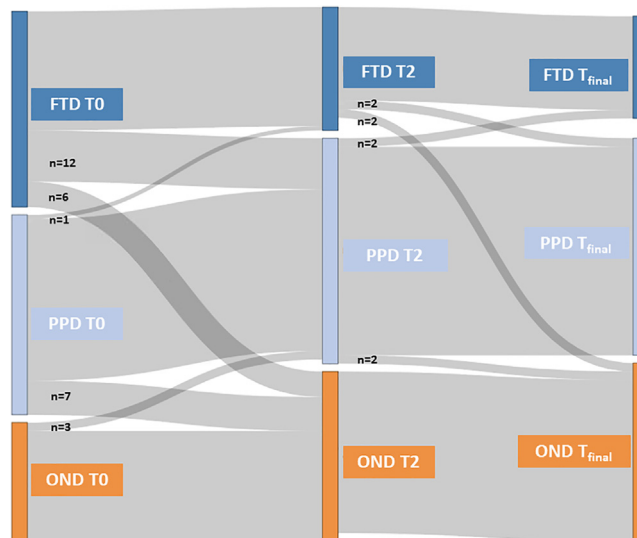 FTD T0
n=12
n=6
n=1
PPD T0
n=7
n=3
OND T0
FTD T2
n=2
n=2
n=2
PPD T2
n=2
OND T2
FTD Tfinal
PPD Tfinal
OND Tfinal